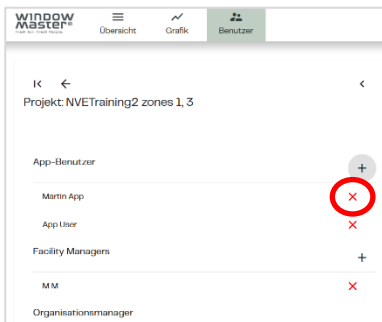 WINDOW
Master®
Fresh Air. Fresh People.
Übersicht
Grafik
Benutzer
Projekt: NVETraining2 zones 1, 3
App-Benutzer
Martin App
App User
Facility Managers
M M
Organisationsmanager